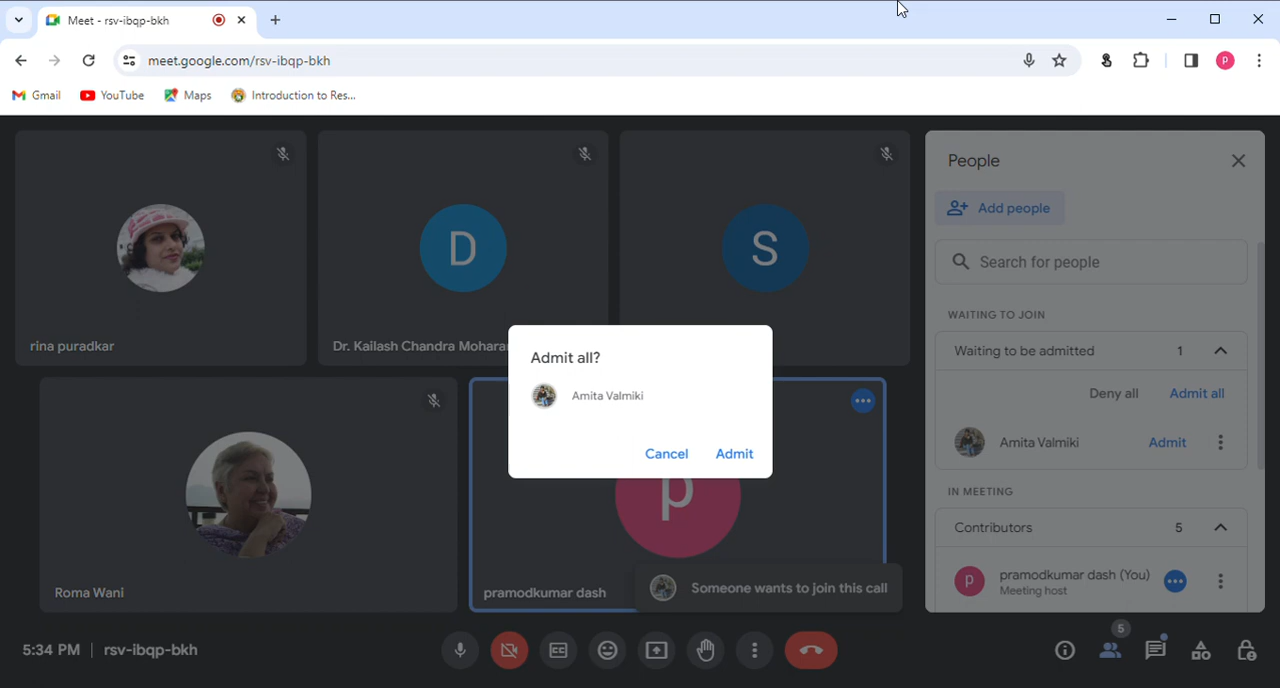 Meet - rsv-ibqp-bkh
meet.google.com/rsv-ibqp-bkh
P
Gmail
YouTube
Maps
Introduction to Res...
rina puradkar
D
Dr. Kailash Chandra Mohara
S
People
Add people
Search for people
WAITING TO JOIN
Waiting to be admitted 1
Deny all Admit all
Amita Valmiki Admit
IN MEETING
Contributors 5
P pramodkumar dash (You)
Meeting host
Admit all?
Amita Valmiki
Cancel Admit
Roma Wani
p
pramodkumar dash
Someone wants to join this call
5:34 PM | rsv-ibqp-bkh
5